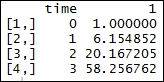 time 1
[1,] 0 1.000000
[2,] 1 6.154852
[3,] 2 20.167205
[4,] 3 58.256762